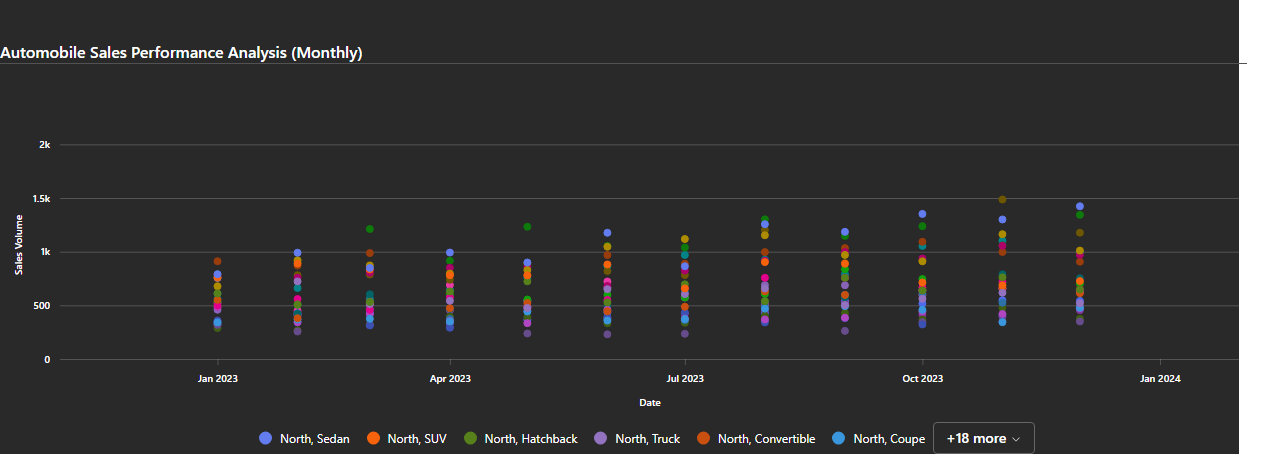 Automobile Sales Performance Analysis (Monthly)
2k
1.5k
1k
500
0
Sales Volume
Jan 2023 Apr 2023 Jul 2023 Oct 2023 Jan 2024
Date
North, Sedan North, SUV North, Hatchback North, Truck North, Convertible North, Coupe +18 more